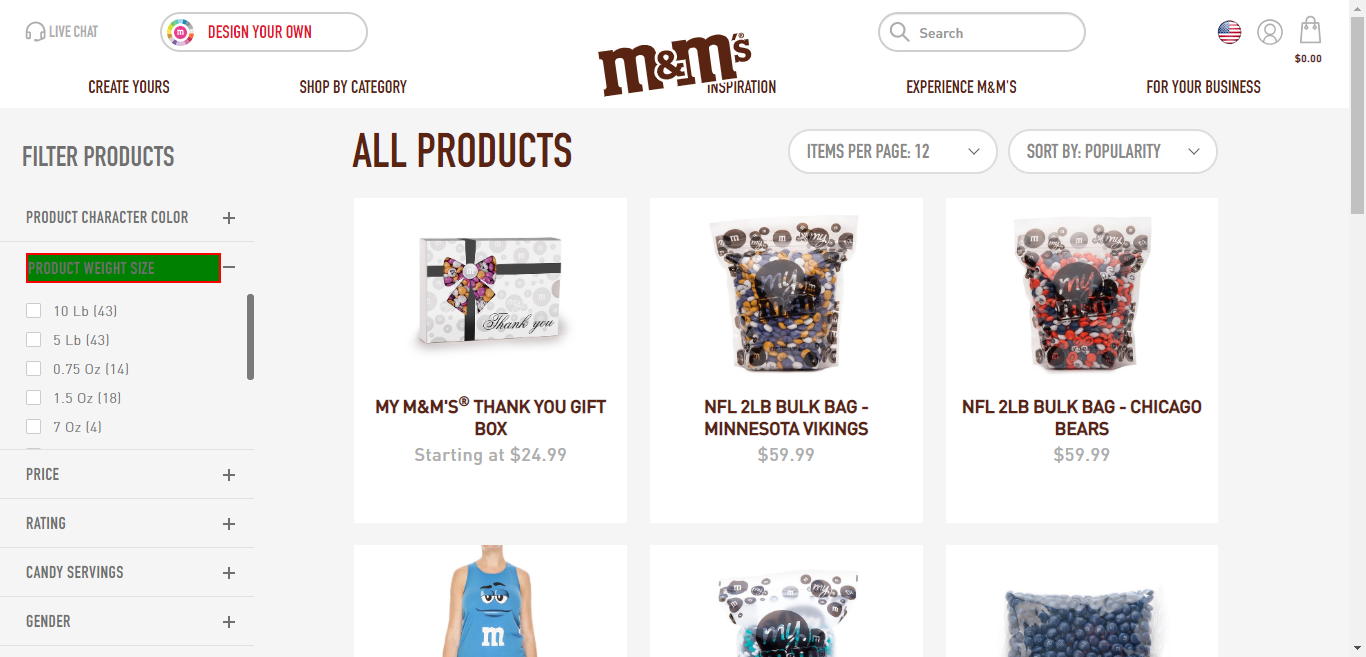 LIVE CHAT
DESIGN YOUR OWN
m&m's®
Search
$0.00
CREATE YOURS
SHOP BY CATEGORY
INSPIRATION
EXPERIENCE M&M'S
FOR YOUR BUSINESS
FILTER PRODUCTS
ALL PRODUCTS
ITEMS PER PAGE: 12
SORT BY: POPULARITY
PRODUCT CHARACTER COLOR
PRODUCT WEIGHT SIZE
10 Lb (43)
5 Lb (43)
0.75 Oz (14)
1.5 Oz (18)
7 Oz (4)
PRICE
RATING
CANDY SERVINGS
GENDER
Thank you
my
my
MY M&M'S® THANK YOU GIFT
BOX
Starting at $24.99
NFL 2LB BULK BAG -
MINNESOTA VIKINGS
$59.99
NFL 2LB BULK BAG - CHICAGO
BEARS
$59.99
m
my